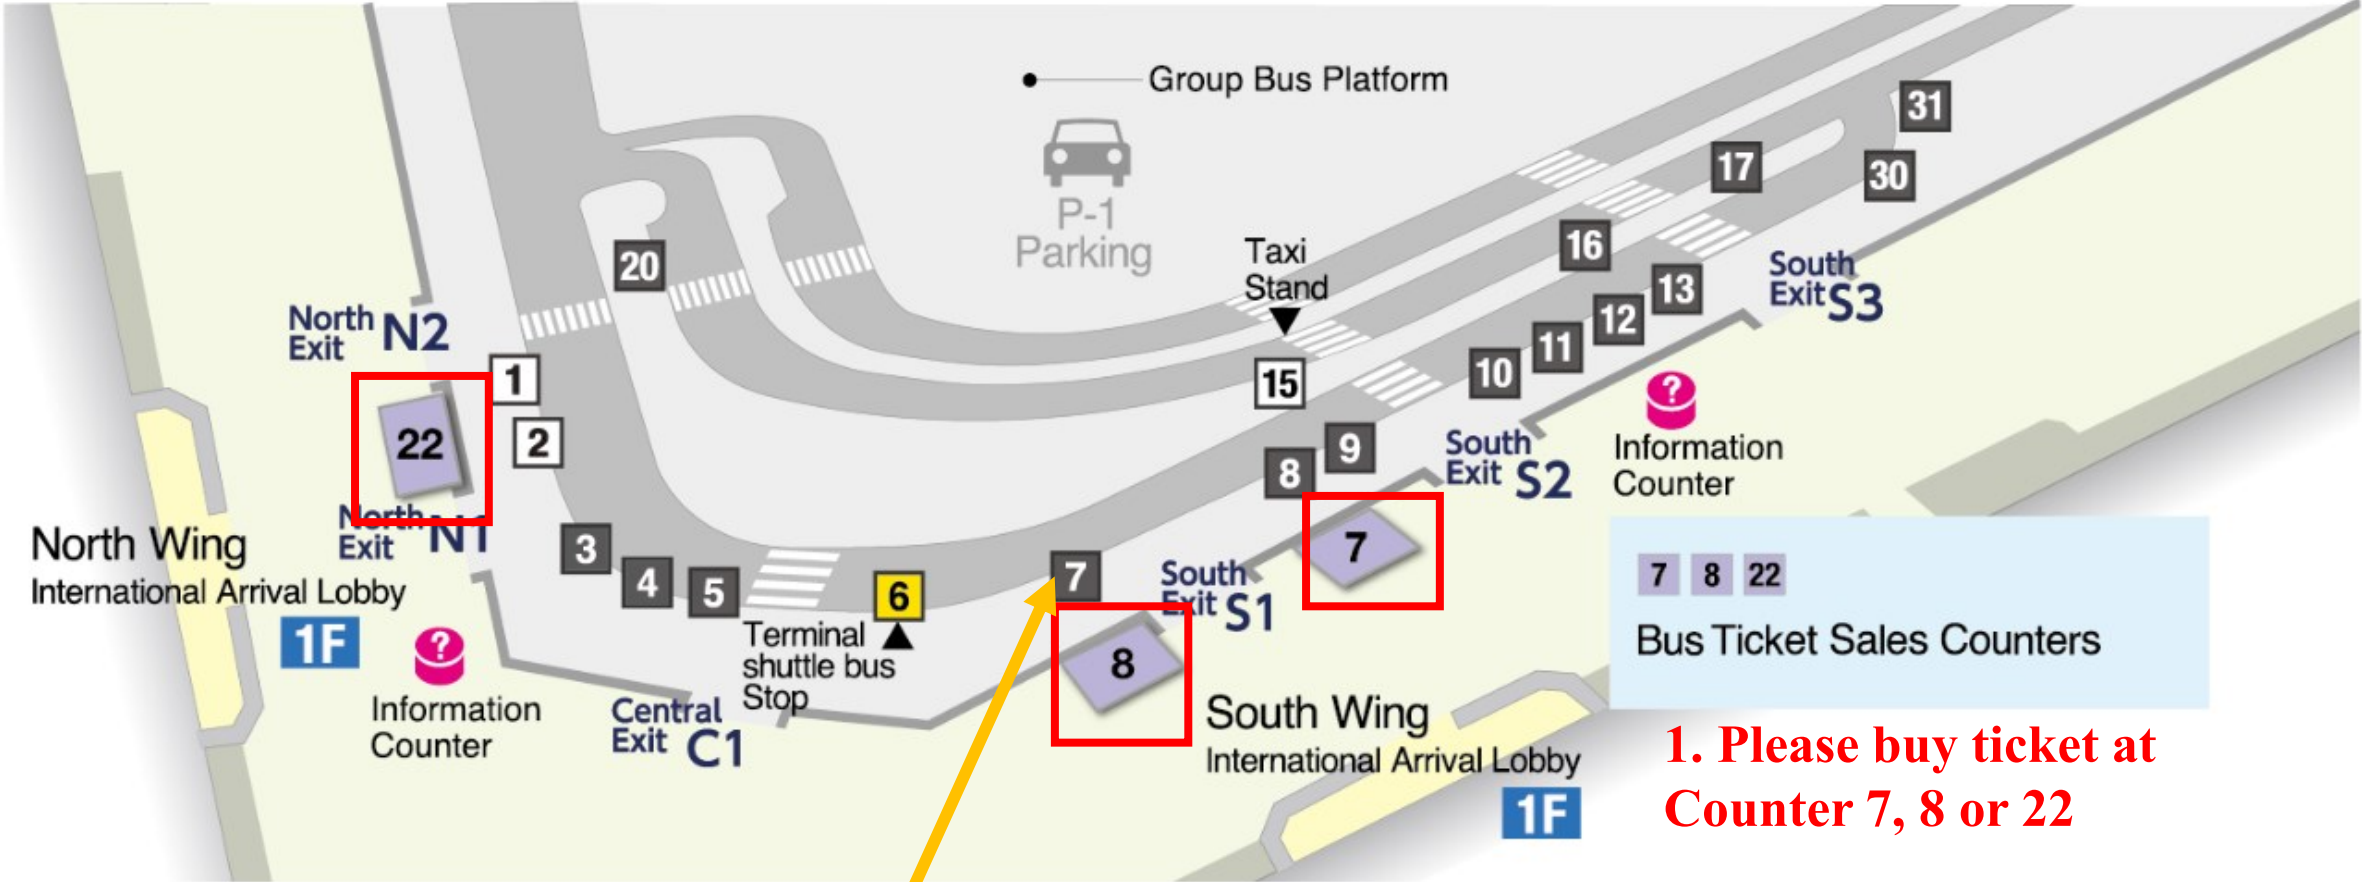 Group Bus Platform
31
17
30
P-1
Parking
16
20
Taxi
Stand
13
South
Exit S3
12
North
Exit N2
11
10
1
15
22
2
9
8
South
Exit S2
Information
Counter
North
Exit N1
North Wing
International Arrival Lobby
1F
3
4
5
6
7
7
South
Exit S1
Terminal
shuttle bus
Stop
8
Information
Counter
Central
Exit C1
South Wing
International Arrival Lobby
1F
7 8 22
Bus Ticket Sales Counters
1. Please buy ticket at
Counter 7, 8 or 22